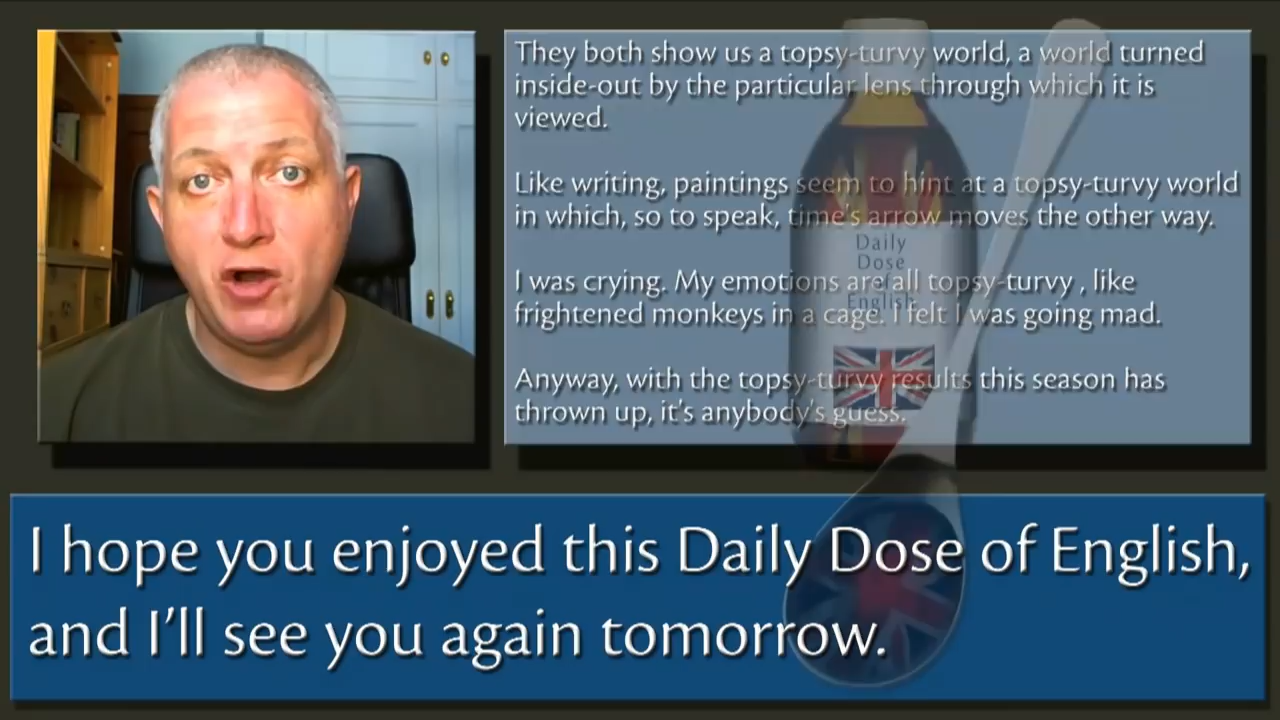 They both show us a topsy-turvy world, a world turned
inside-out by the particular lens through which it is
viewed.
Like writing, paintings seem to hint at a topsy-turvy world
in which, so to speak, time's arrow moves the other way.
I was crying. My emotions are all topsy-turvy , like
frightened monkeys in a cage. I felt I was going mad.
Anyway, with the topsy-turvy results this season has
thrown up, it's anybody's guess.
Daily
Dose
of
English
I hope you enjoyed this Daily Dose of English,
and I'll see you again tomorrow.